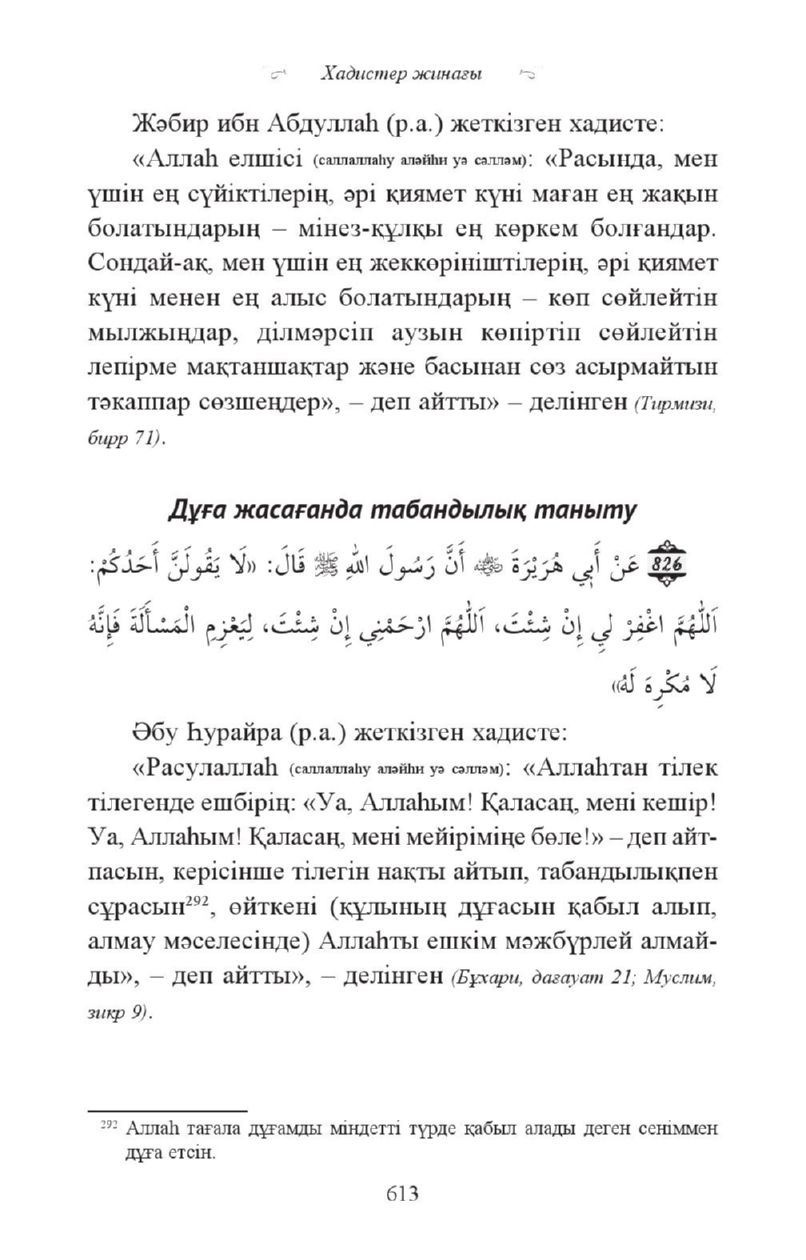 Хадистер жинағы
Жәбир ибн Абдуллаһ (р.а.) жеткізген хадисте:
«Аллаһ елшісі (саллаллаһу аләйһи уә сәлләм): «Расында, мен
үшін ең сүйіктілерің, әрі қиямет күні маған ең жақын
болатындарың – мінез-құлқы ең көркем болғандар.
Сондай-ақ, мен үшін ең жеккөрініштілерің, әрі қиямет
күні менен ең алыс болатындарың – көп сөйлейтін
мылжыңдар, ділмәрсіп аузын көпіртіп сөйлейтін
лепірме мақтаншақтар және басынан сөз асырмайтын
тәкаппар сөзшеңдер», – деп айтты» – делінген (Тирмизи,
бирр 71).
Дұға жасағанда табандылық таныту
826 عَنْ أَبِي هُرَيْرَةَ ﷺ أَنَّ رَسُولَ اللهِ ﷺ قَالَ: «لَا يَقُولَنَّ أَحَدُكُمْ:
اَللّٰهُمَّ اغْفِرْ لِي إِنْ شِئْتَ، اَللّٰهُمَّ ارْحَمْنِي إِنْ شِئْتَ، لِيَعْزِمِ الْمَسْأَلَةَ فَإِنَّهُ
لَا مُكْرِهَ لَهُ»
Әбу Һурайра (р.а.) жеткізген хадисте:
«Расулаллаһ (саллаллаһу аләйһи уә сәлләм): «Аллаһтан тілек
тілегенде ешбірің: «Уа, Аллаһым! Қаласаң, мені кешір!
Уа, Аллаһым! Қаласаң, мені мейіріміңе бөле!» – деп айт-
пасын, керісінше тілегін нақты айтып, табандылықпен
сұрасын²⁹², өйткені (құлының дұғасын қабыл алып,
алмау мәселесінде) Аллаһты ешкім мәжбүрлей алмай-
ды», – деп айтты», – делінген (Бұхари, дағауат 21; Муслим,
зикр 9).
²⁹² Аллаһ тағала дұғамды міндетті түрде қабыл алады деген сеніммен
дұға етсін.
613